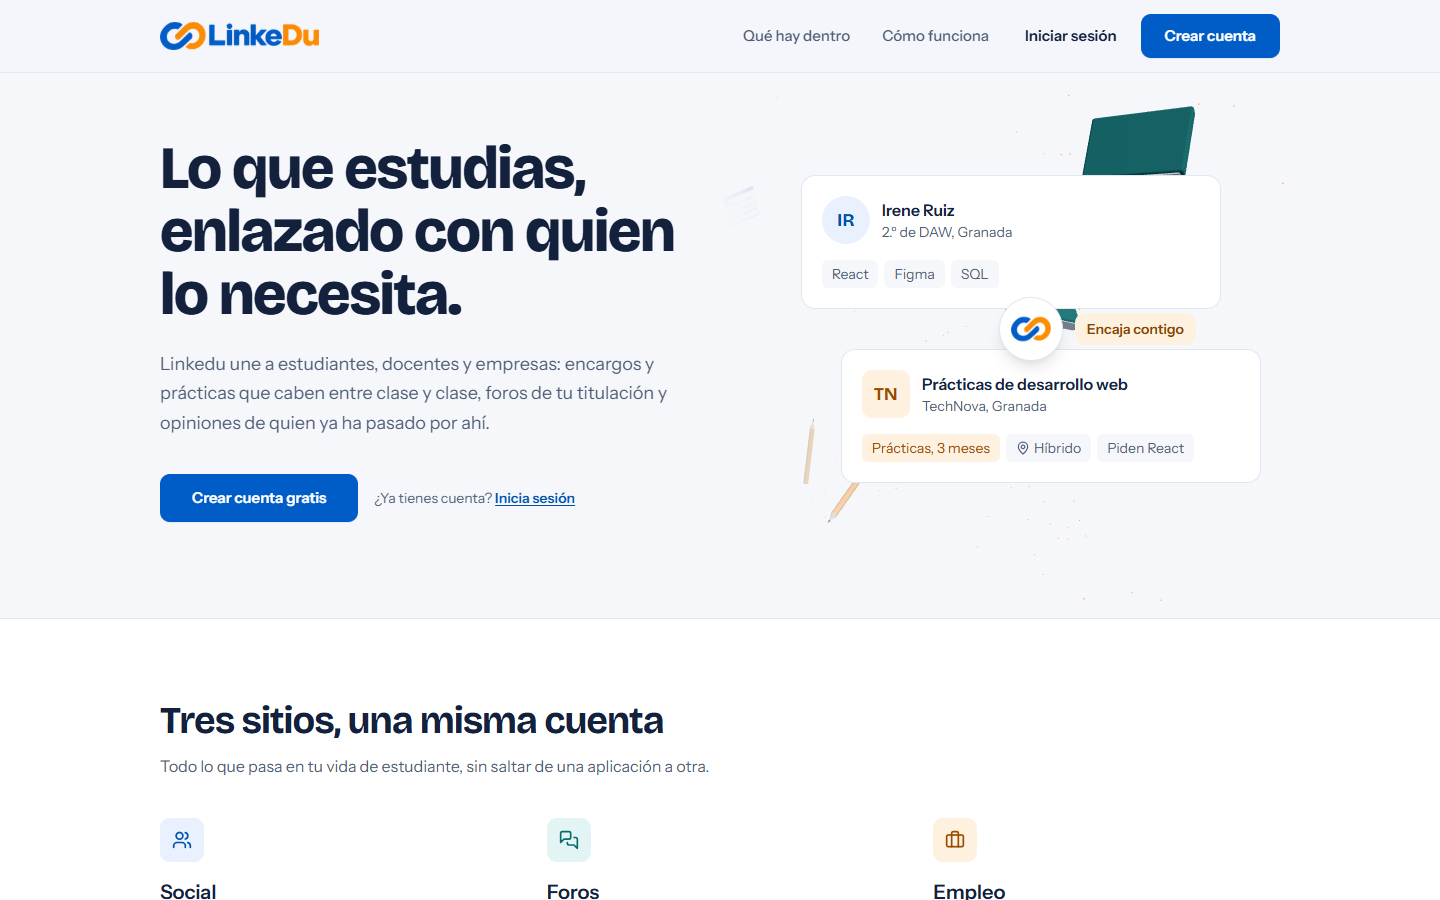 LinkeDu
Qué hay dentro
Cómo funciona
Iniciar sesión
Crear cuenta
Lo que estudias,
enlazado con quien
lo necesita.
Linkedu une a estudiantes, docentes y empresas: encargos y
prácticas que caben entre clase y clase, foros de tu titulación y
opiniones de quien ya ha pasado por ahí.
Crear cuenta gratis
¿Ya tienes cuenta? Inicia sesión
IR
Irene Ruiz
2.º de DAW, Granada
React
Figma
SQL
Encaja contigo
TN
Prácticas de desarrollo web
TechNova, Granada
Prácticas, 3 meses
Híbrido
Piden React
Tres sitios, una misma cuenta
Todo lo que pasa en tu vida de estudiante, sin saltar de una aplicación a otra.
Social
Foros
Empleo